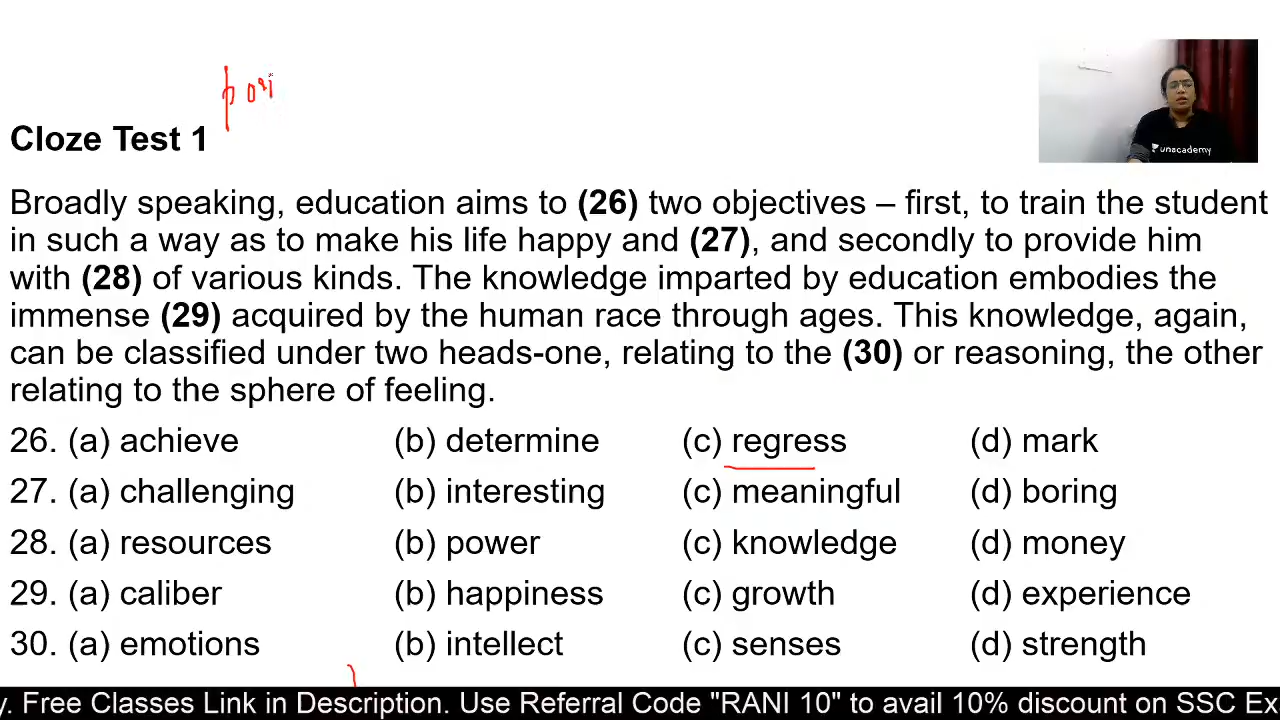 Cloze Test 1
unacademy
Broadly speaking, education aims to (26) two objectives – first, to train the student
in such a way as to make his life happy and (27), and secondly to provide him
with (28) of various kinds. The knowledge imparted by education embodies the
immense (29) acquired by the human race through ages. This knowledge, again,
can be classified under two heads-one, relating to the (30) or reasoning, the other
relating to the sphere of feeling.
26. (a) achieve (b) determine (c) regress (d) mark
27. (a) challenging (b) interesting (c) meaningful (d) boring
28. (a) resources (b) power (c) knowledge (d) money
29. (a) caliber (b) happiness (c) growth (d) experience
30. (a) emotions (b) intellect (c) senses (d) strength
y. Free Classes Link in Description. Use Referral Code "RANI 10" to avail 10% discount on SSC Ex